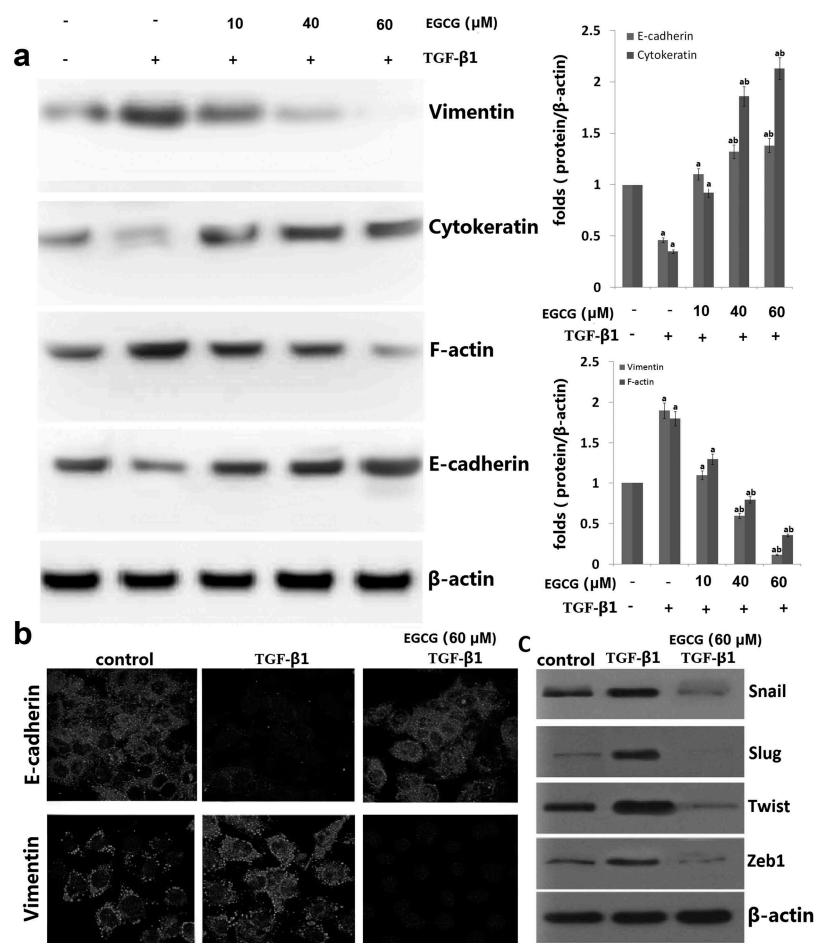 - - 10 40 60 EGCG (μM)
a - + + + + TGF-β1
Vimentin
Cytokeratin
F-actin
E-cadherin
β-actin
E-cadherin
Cytokeratin
folds ( protein/β-actin)
2.5
2
1.5
1
0.5
0
a a a a ab ab ab ab
EGCG (μM) - - 10 40 60
TGF-β1 - + + + +
Vimentin
F-actin
folds ( protein/β-actin)
2.5
2
1.5
1
0.5
0
a a a a ab ab ab ab
EGCG (μM) - - 10 40 60
TGF-β1 - + + + +
b
control
TGF-β1
EGCG (60 μM)
TGF-β1
E-cadherin
Vimentin
c
control
TGF-β1
EGCG (60 μM)
TGF-β1
Snail
Slug
Twist
Zeb1
β-actin